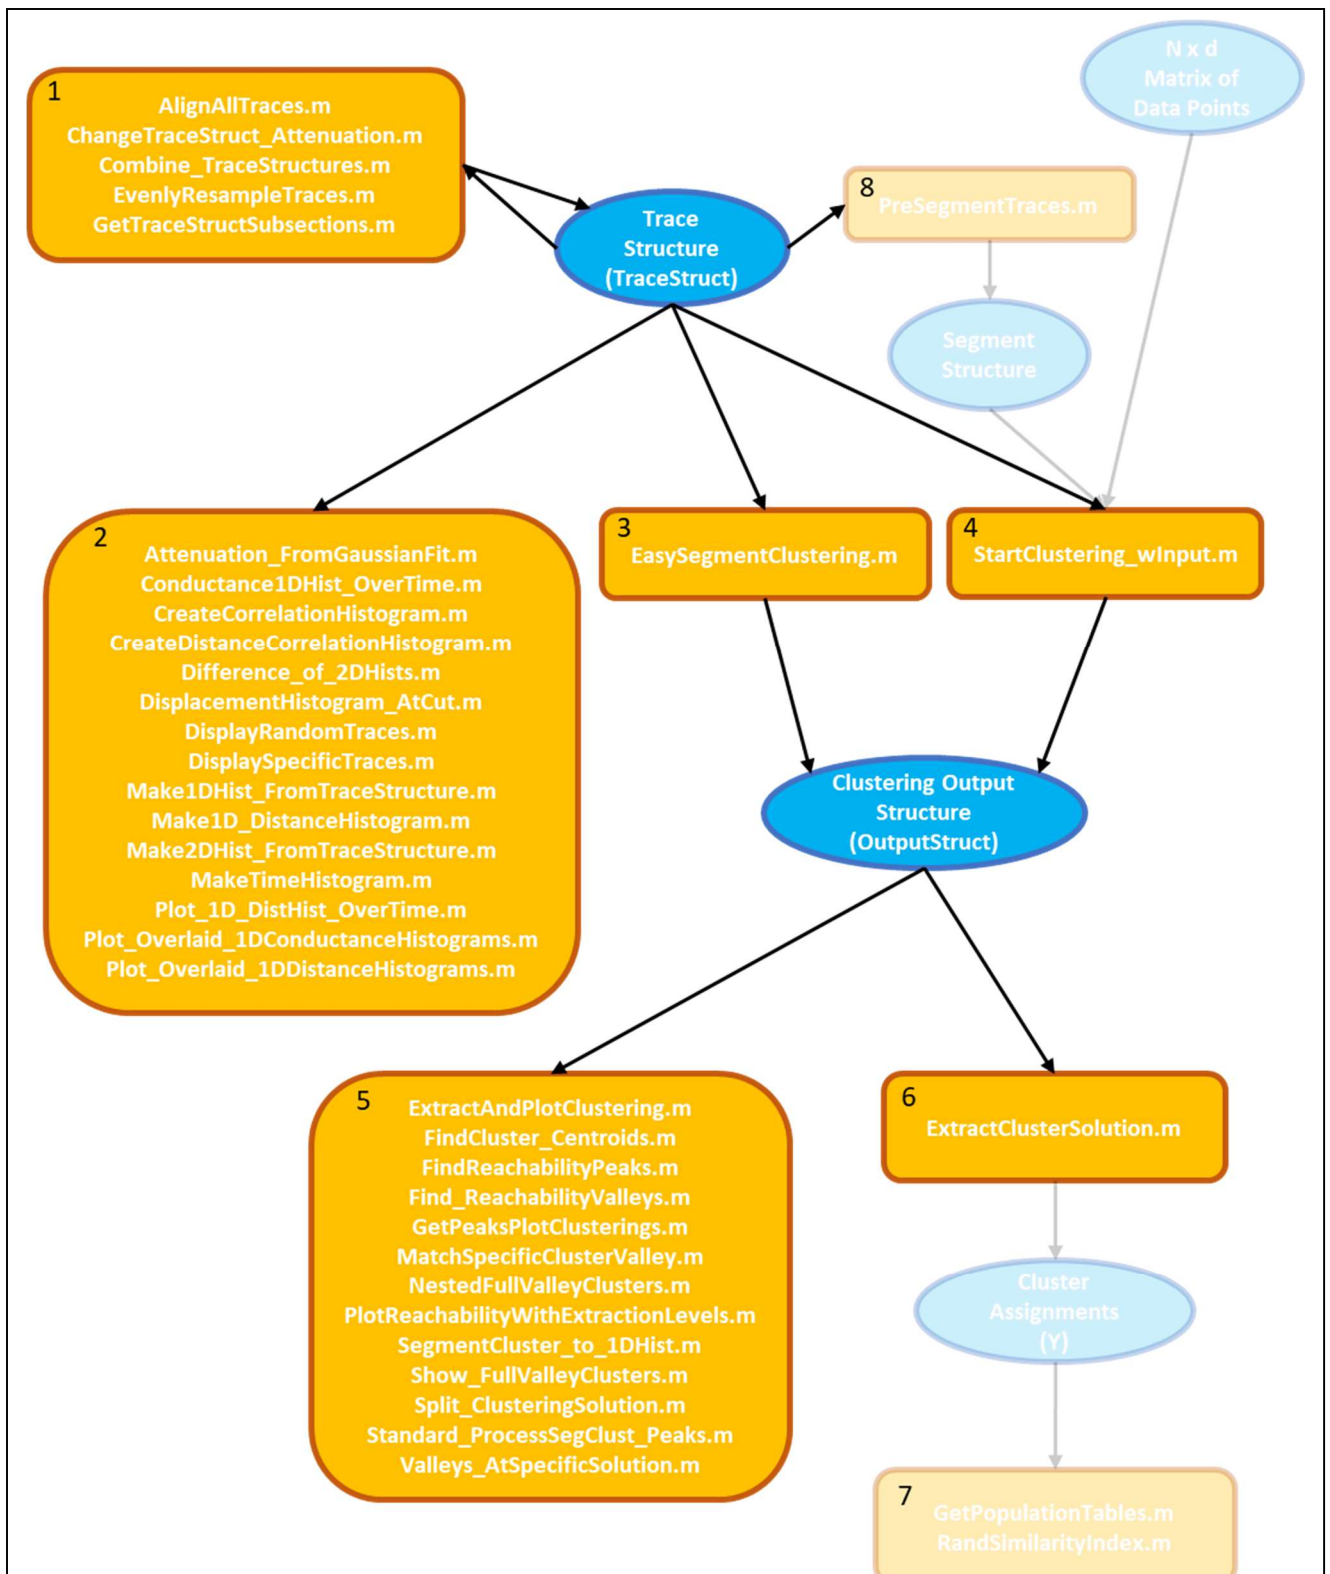 1
AlignAllTraces.m
ChangeTraceStruct_Attenuation.m
Combine_TraceStructures.m
EvenlyResampleTraces.m
GetTraceStructSubsections.m
N x d
Matrix of
Data Points
Trace
Structure
(TraceStruct)
8
PreSegmentTraces.m
Segment
Structure
2
Attenuation_FromGaussianFit.m
Conductance1DHist_OverTime.m
CreateCorrelationHistogram.m
CreateDistanceCorrelationHistogram.m
Difference_of_2DHists.m
DisplacementHistogram_AtCut.m
DisplayRandomTraces.m
DisplaySpecificTraces.m
Make1DHist_FromTraceStructure.m
Make1D_DistanceHistogram.m
Make2DHist_FromTraceStructure.m
MakeTimeHistogram.m
Plot_1D_DistHist_OverTime.m
Plot_Overlaid_1DConductanceHistograms.m
Plot_Overlaid_1DDistanceHistograms.m
3
EasySegmentClustering.m
4
StartClustering_wInput.m
Clustering Output
Structure
(OutputStruct)
5
ExtractAndPlotClustering.m
FindCluster_Centroids.m
FindReachabilityPeaks.m
Find_ReachabilityValleys.m
GetPeaksPlotClusterings.m
MatchSpecificClusterValley.m
NestedFullValleyClusters.m
PlotReachabilityWithExtractionLevels.m
SegmentCluster_to_1DHist.m
Show_FullValleyClusters.m
Split_ClusteringSolution.m
Standard_ProcessSegClust_Peaks.m
Valleys_AtSpecificSolution.m
6
ExtractClusterSolution.m
Cluster
Assignments
(Y)
7
GetPopulationTables.m
RandSimilarityIndex.m